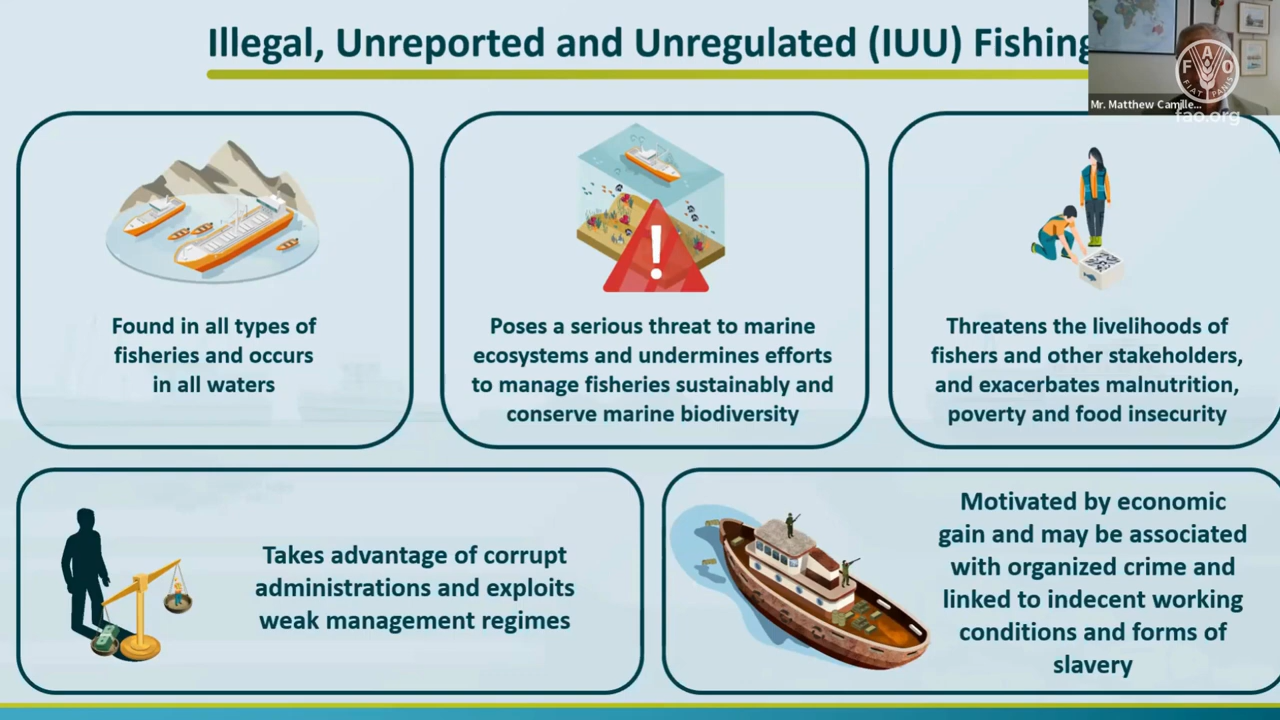 Illegal, Unreported and Unregulated (IUU) Fishing
Mr. Matthew Camille...
F A O
FIAT PANIS
fao.org
Found in all types of
fisheries and occurs
in all waters
Poses a serious threat to marine
ecosystems and undermines efforts
to manage fisheries sustainably and
conserve marine biodiversity
Threatens the livelihoods of
fishers and other stakeholders,
and exacerbates malnutrition,
poverty and food insecurity
Takes advantage of corrupt
administrations and exploits
weak management regimes
Motivated by economic
gain and may be associated
with organized crime and
linked to indecent working
conditions and forms of
slavery